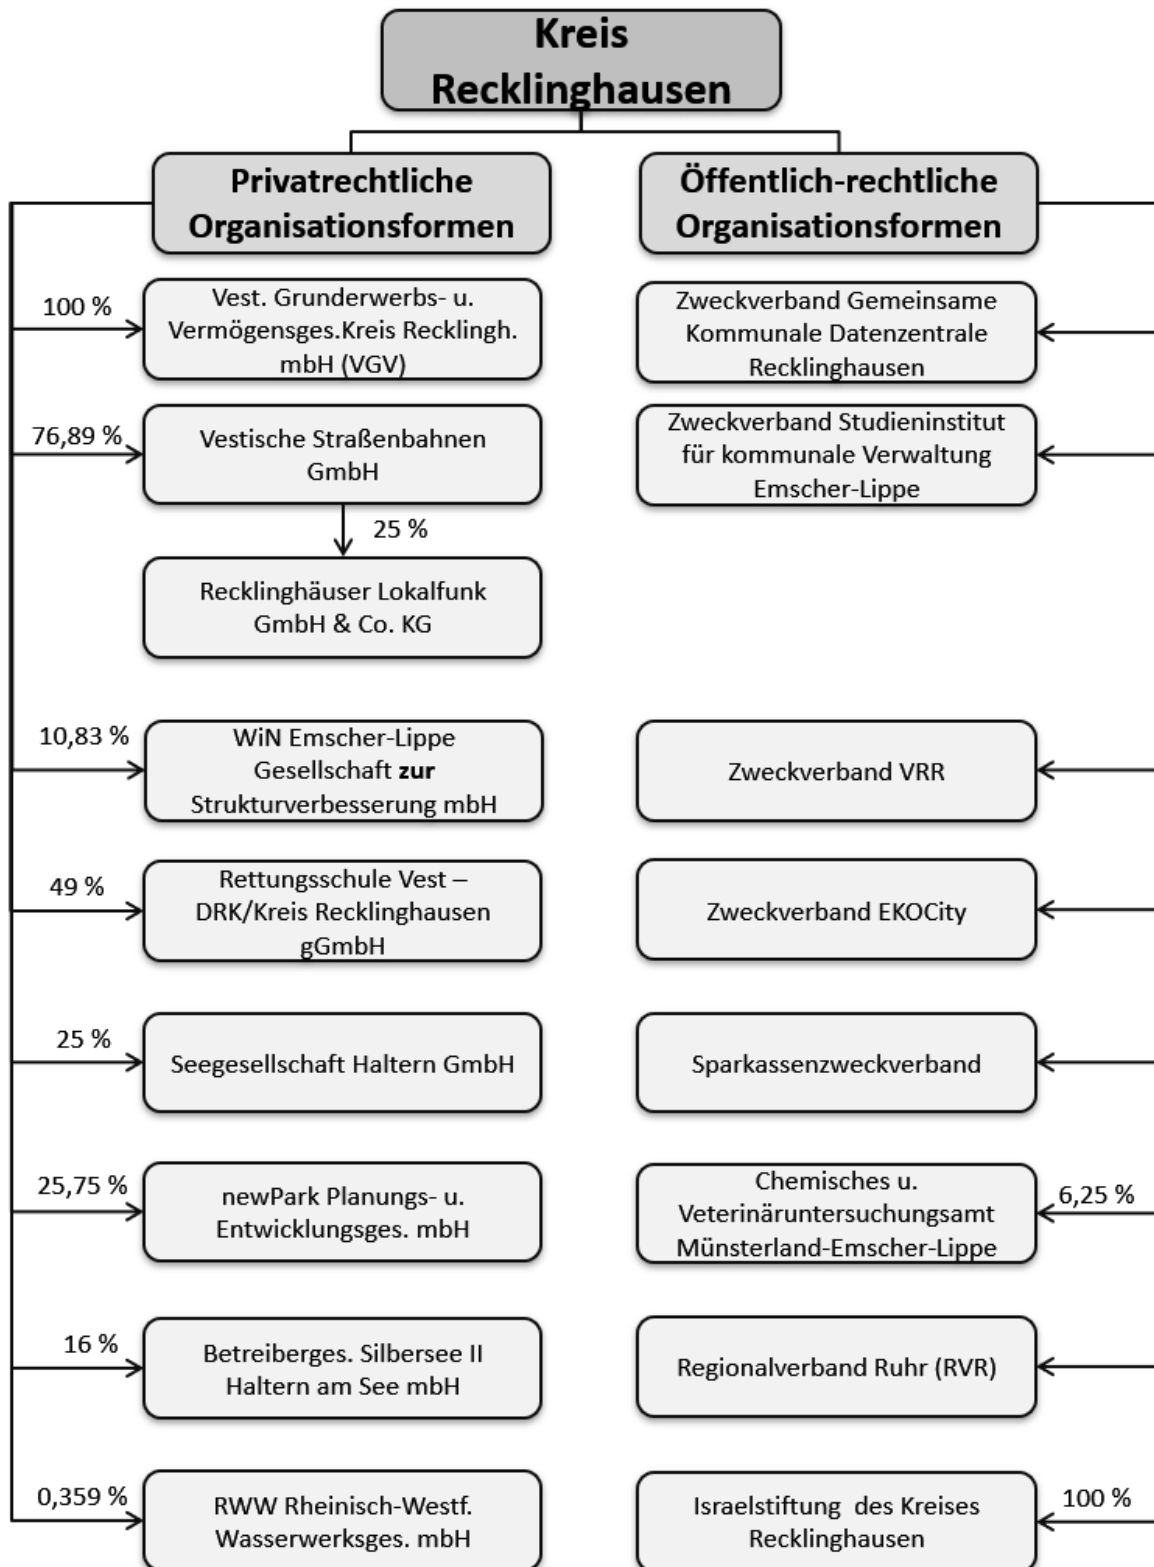 Kreis
Recklinghausen
Privatrechtliche
Organisationsformen
Öffentlich-rechtliche
Organisationsformen
100 %
Vest. Grunderwerbs- u.
Vermögensges.Kreis Recklingh.
mbH (VGV)
Zweckverband Gemeinsame
Kommunale Datenzentrale
Recklinghausen
76,89 %
Vestische Straßenbahnen
GmbH
Zweckverband Studieninstitut
für kommunale Verwaltung
Emscher-Lippe
25 %
Recklinghäuser Lokalfunk
GmbH & Co. KG
10,83 %
WiN Emscher-Lippe
Gesellschaft zur
Strukturverbesserung mbH
Zweckverband VRR
49 %
Rettungsschule Vest –
DRK/Kreis Recklinghausen
gGmbH
Zweckverband EKOCity
25 %
Seegesellschaft Haltern GmbH
Sparkassenzweckverband
25,75 %
newPark Planungs- u.
Entwicklungsges. mbH
Chemisches u.
Veterinäruntersuchungsamt
Münsterland-Emscher-Lippe
6,25 %
16 %
Betreiberges. Silbersee II
Haltern am See mbH
Regionalverband Ruhr (RVR)
0,359 %
RWW Rheinisch-Westf.
Wasserwerksges. mbH
Israelstiftung des Kreises
Recklinghausen
100 %